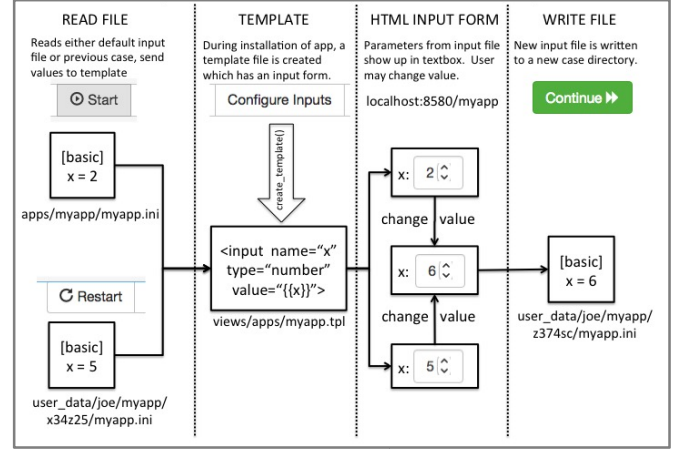 READ FILE
Reads either default input
file or previous case, send
values to template
Start
[basic]
x = 2
apps/myapp/myapp.ini
Restart
[basic]
x = 5
user_data/joe/myapp/
x34z25/myapp.ini
TEMPLATE
During installation of app, a
template file is created
which has an input form.
Configure Inputs
create_template()
<input name=“x”
type=“number”
value=“{{x}}”>
views/apps/myapp.tpl
HTML INPUT FORM
Parameters from input file
show up in textbox. User
may change value.
localhost:8580/myapp
x: 2
change value
x: 6
change value
x: 5
WRITE FILE
New input file is written
to a new case directory.
Continue
[basic]
x = 6
user_data/joe/myapp/
z374sc/myapp.ini